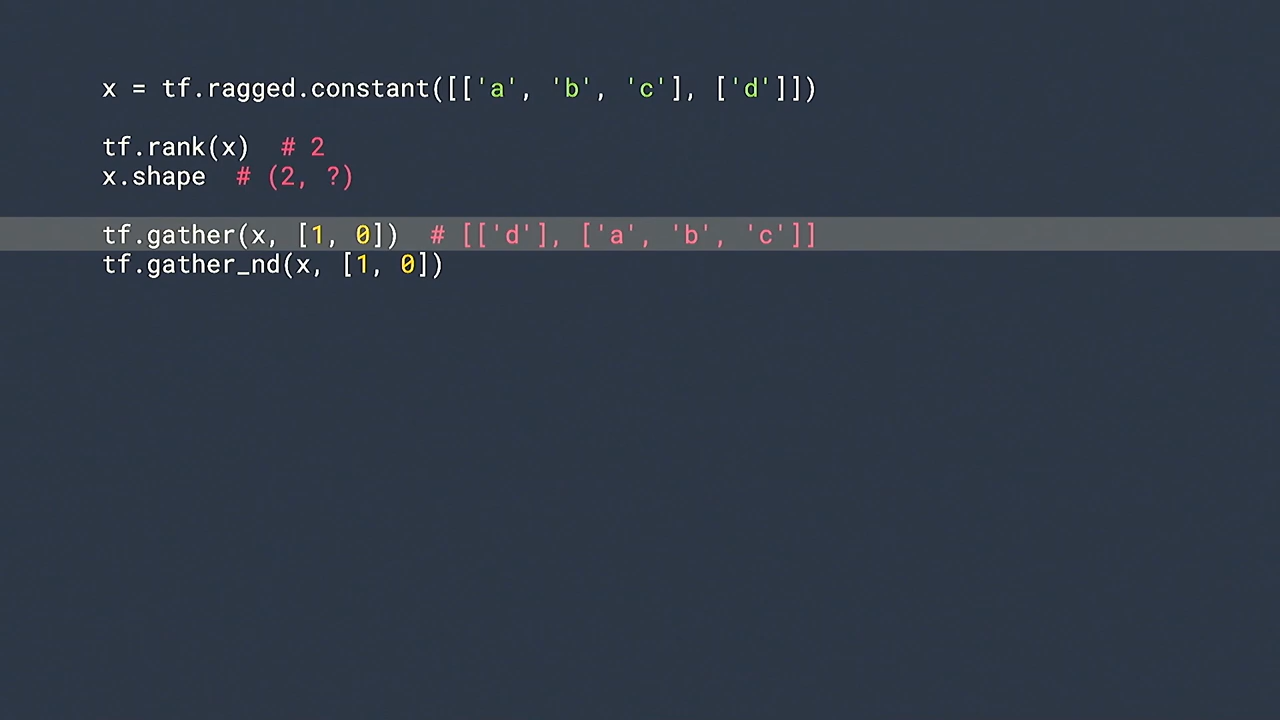 x = tf.ragged.constant([['a', 'b', 'c'], ['d']])
tf.rank(x)  # 2
x.shape  # (2, ?)
tf.gather(x, [1, 0])  # [['d'], ['a', 'b', 'c']]
tf.gather_nd(x, [1, 0])